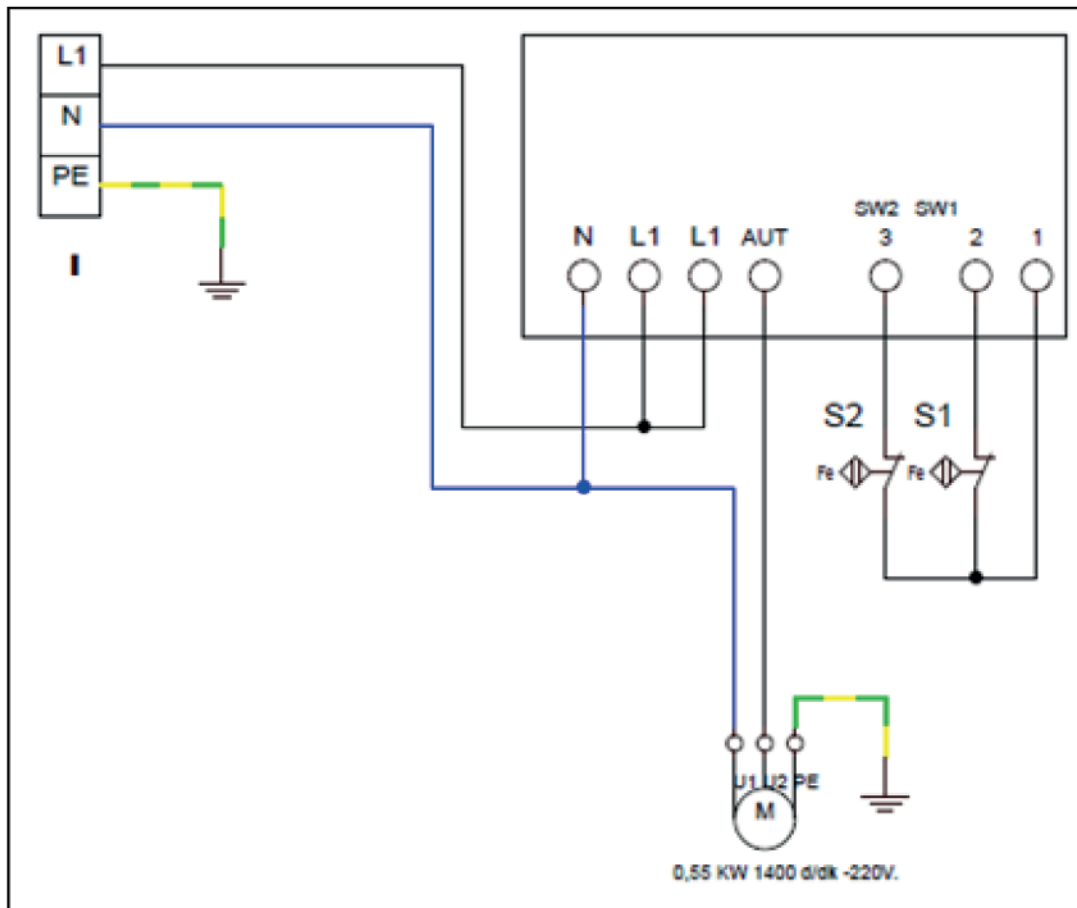 L1
N
PE
I
SW2 SW1
N L1 L1 AUT 3 2 1
S2 S1
Fe Fe
U1 U2 PE
M
0,55 KW 1400 d/dk -220V.